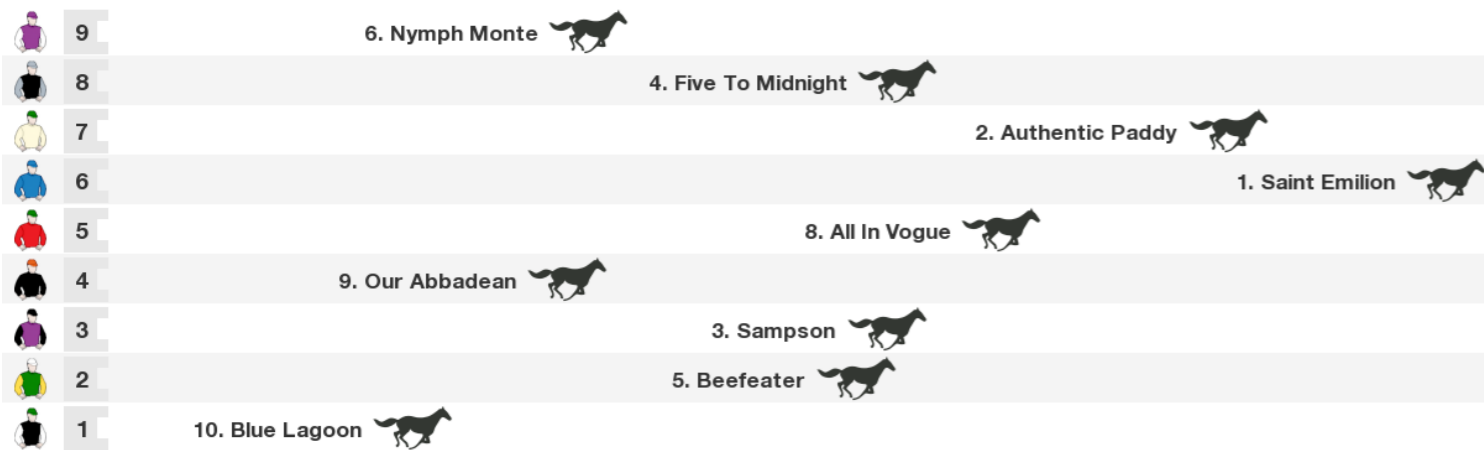 9 6. Nymph Monte
8 4. Five To Midnight
7 2. Authentic Paddy
6 1. Saint Emilion
5 8. All In Vogue
4 9. Our Abbadean
3 3. Sampson
2 5. Beefeater
1 10. Blue Lagoon